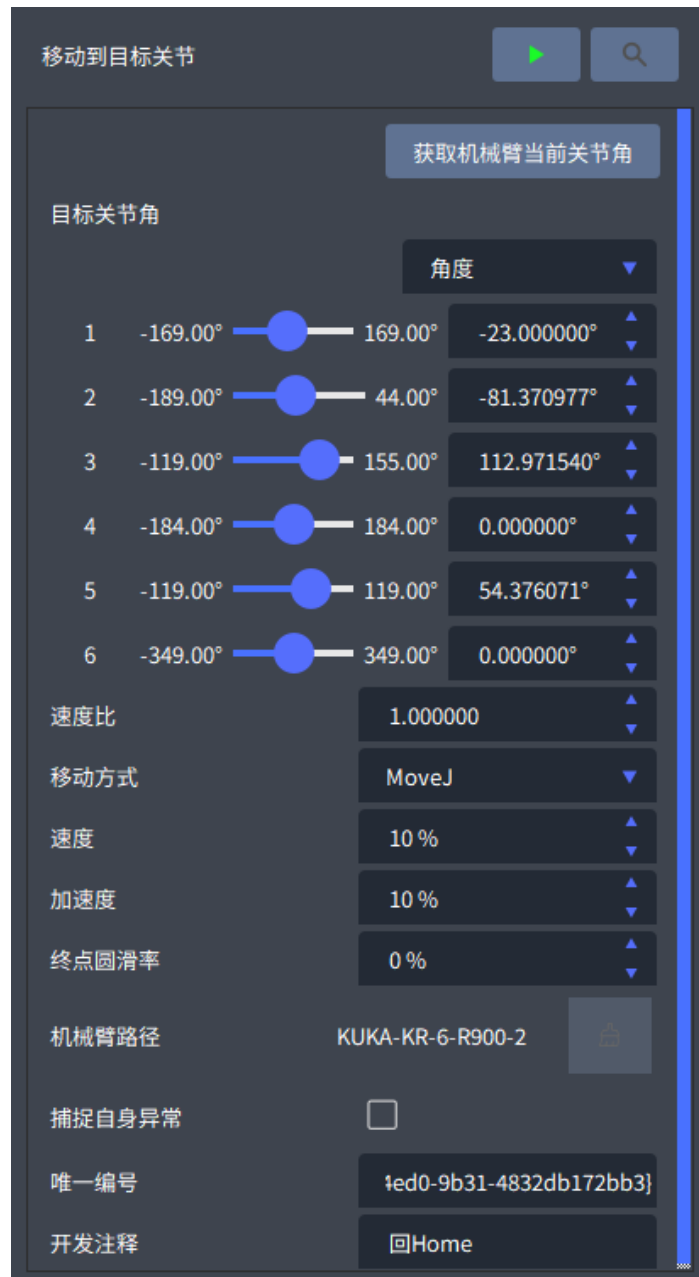 移动到目标关节
获取机械臂当前关节角
目标关节角
角度
1 -169.00° 169.00° -23.000000°
2 -189.00° 44.00° -81.370977°
3 -119.00° 155.00° 112.971540°
4 -184.00° 184.00° 0.000000°
5 -119.00° 119.00° 54.376071°
6 -349.00° 349.00° 0.000000°
速度比 1.000000
移动方式 MoveJ
速度 10 %
加速度 10 %
终点圆滑率 0 %
机械臂路径 KUKA-KR-6-R900-2
捕捉自身异常
唯一编号 4ed0-9b31-4832db172bb3}
开发注释 回Home